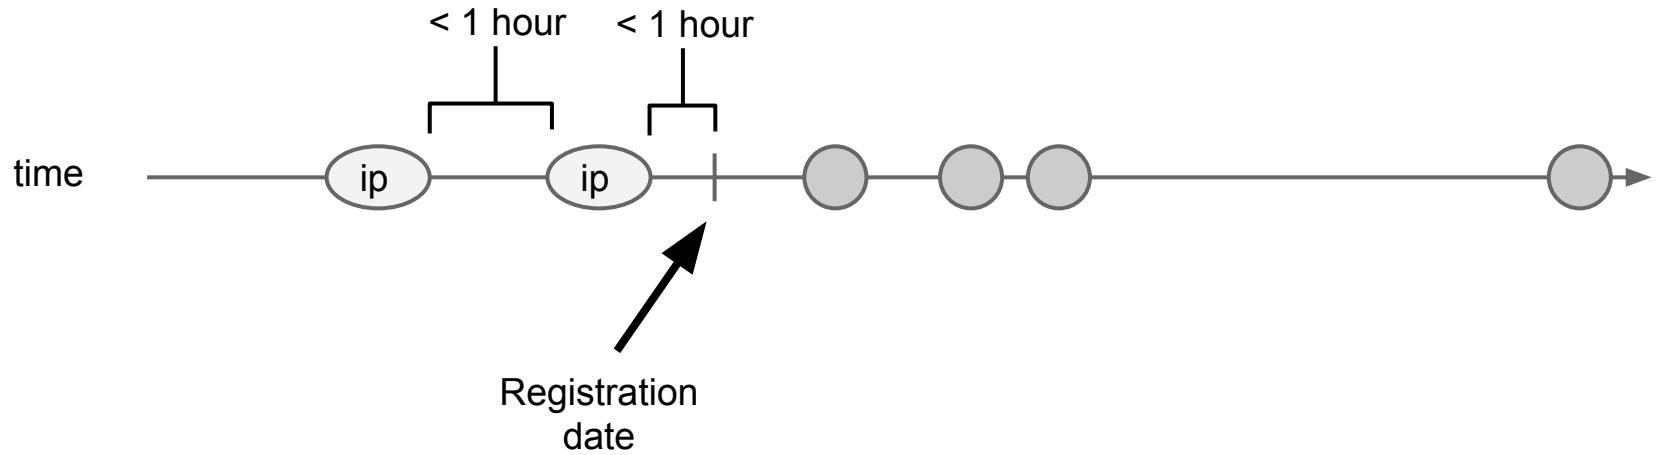 < 1 hour
< 1 hour
time
ip
ip
Registration
date